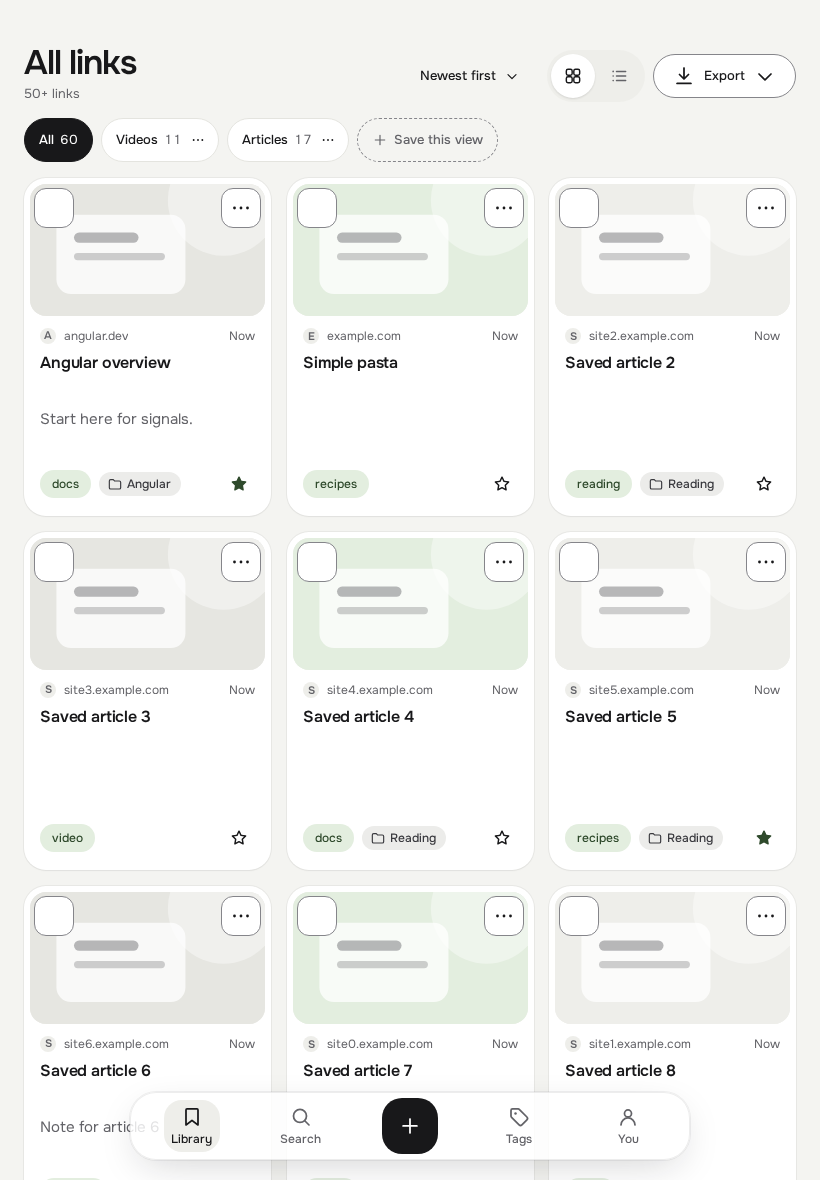 All links
50+ links
Newest first
Export
All 60
Videos 11 ···
Articles 17 ···
Save this view
A angular.dev Now
Angular overview
Start here for signals.
docs Angular
E example.com Now
Simple pasta
recipes
S site2.example.com Now
Saved article 2
reading Reading
S site3.example.com Now
Saved article 3
video
S site4.example.com Now
Saved article 4
docs Reading
S site5.example.com Now
Saved article 5
recipes Reading
S site6.example.com Now
Saved article 6
Note for article 6
S site0.example.com Now
Saved article 7
S site1.example.com Now
Saved article 8
Library
Search
Tags
You